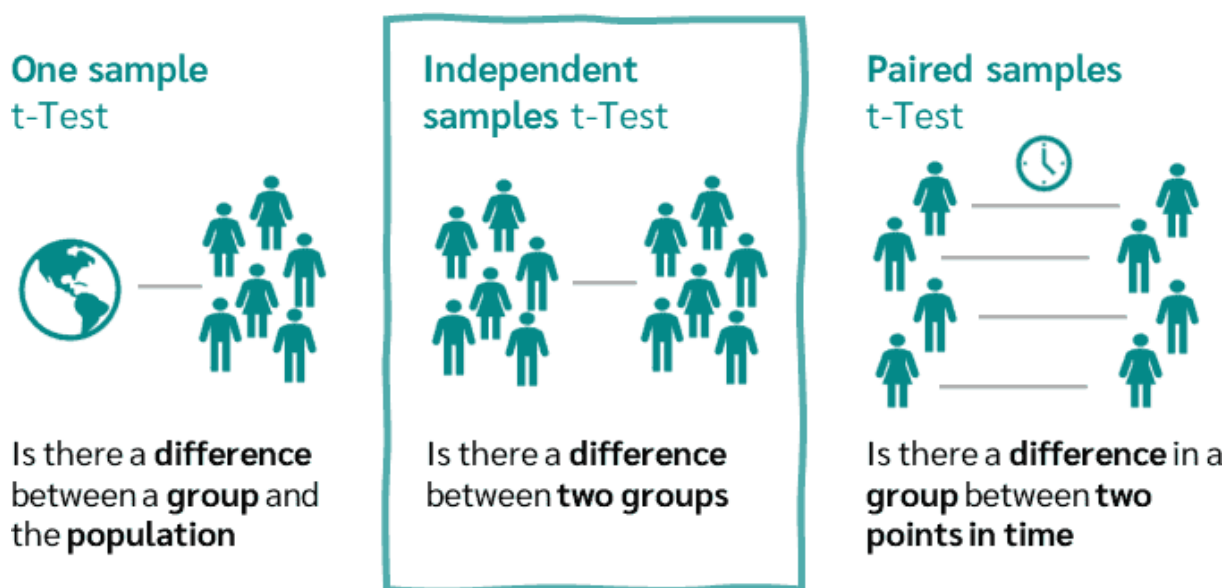 One sample
t-Test
Independent
samples t-Test
Paired samples
t-Test
Is there a difference
between a group and
the population
Is there a difference
between two groups
Is there a difference in a
group between two
points in time